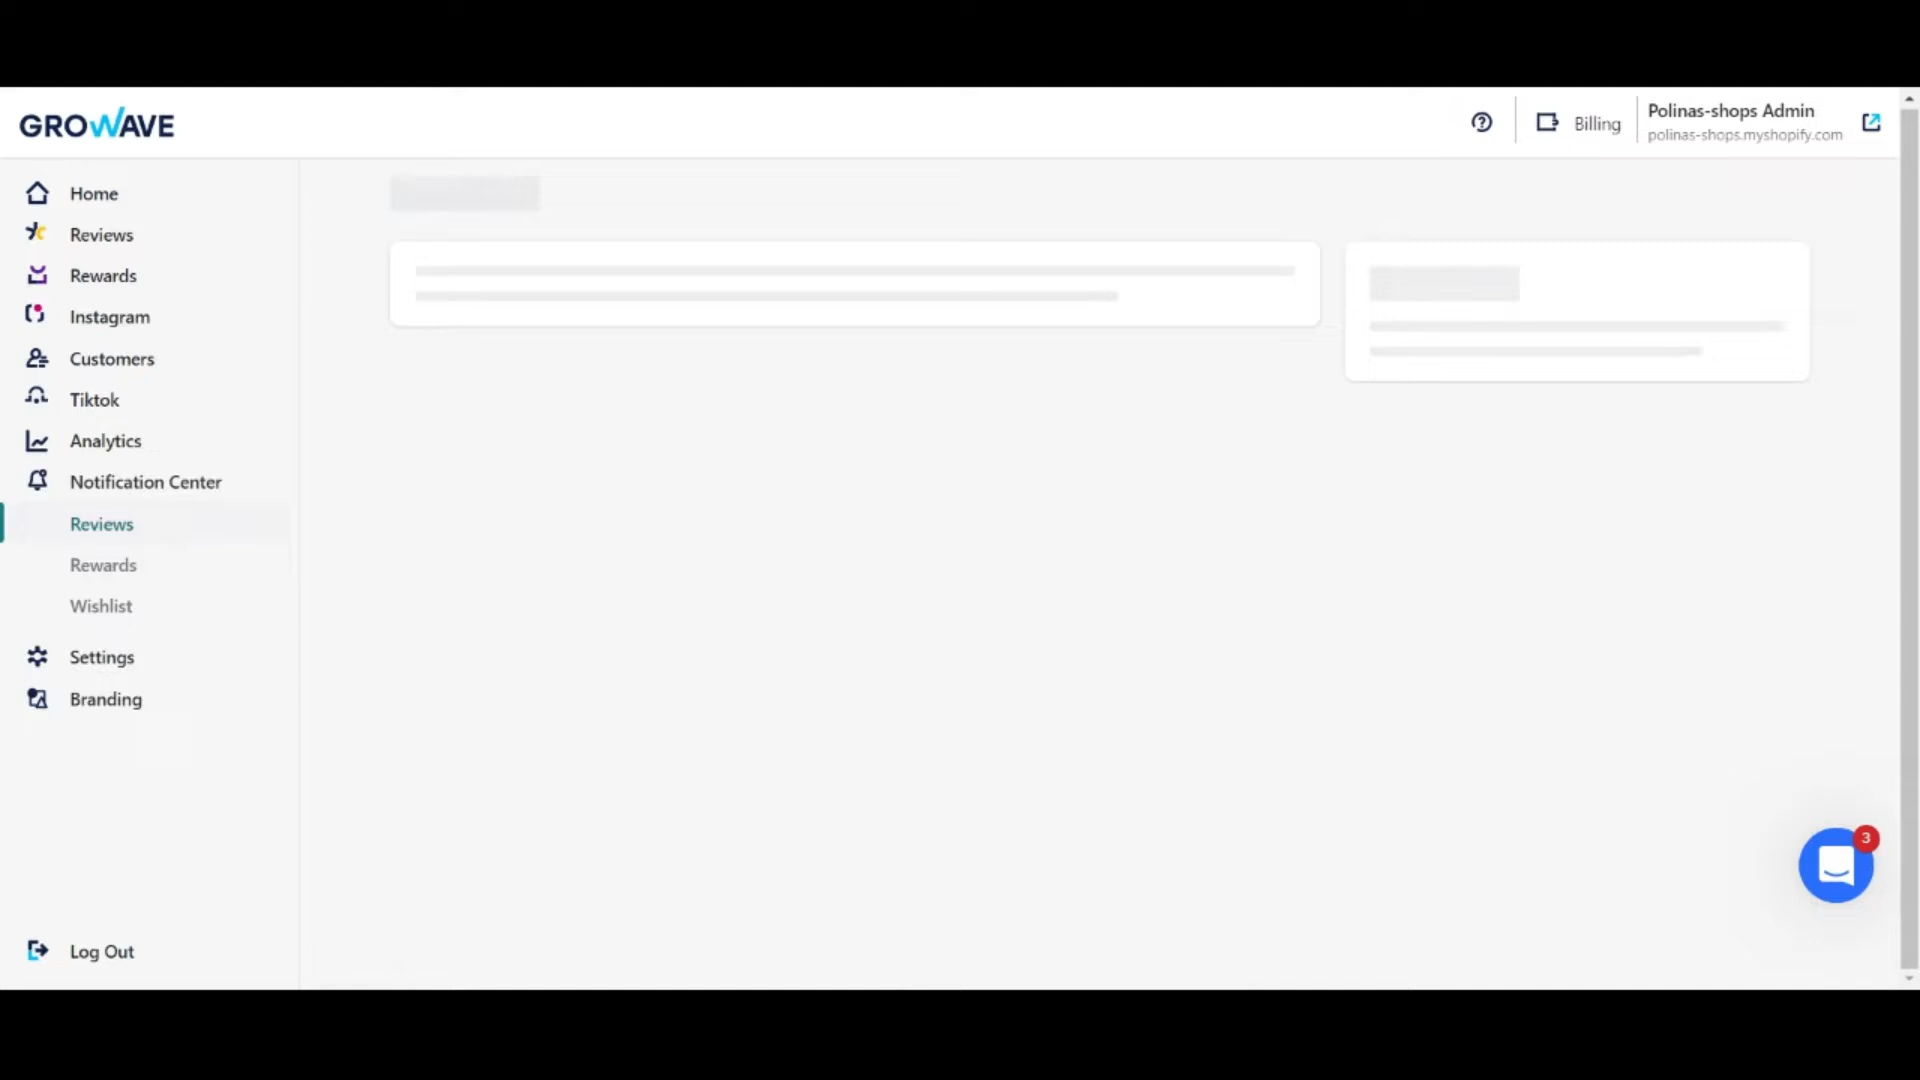 GROWAVE
Billing
Polinas-shops Admin
polinas-shops.myshopify.com
Home
Reviews
Rewards
Instagram
Customers
Tiktok
Analytics
Notification Center
Reviews
Rewards
Wishlist
Settings
Branding
3
Log Out